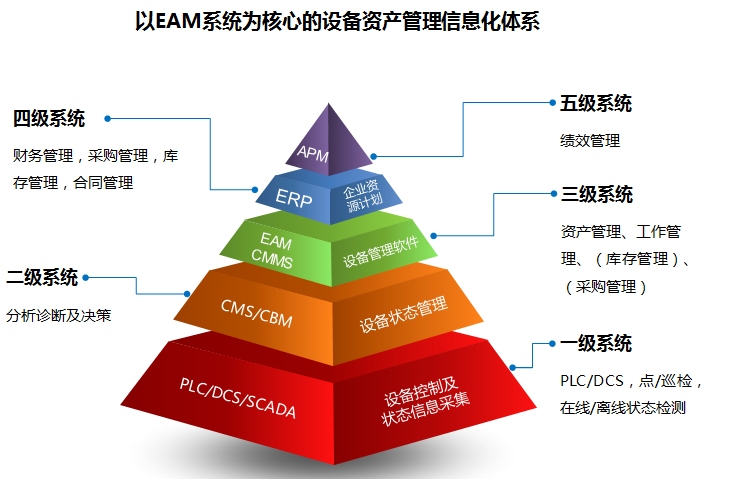 以EAM系统为核心的设备资产管理信息化体系
四级系统
财务管理，采购管理，库
存管理，合同管理
五级系统
绩效管理
三级系统
资产管理、工作管
理、（库存管理）、
（采购管理）
二级系统
分析诊断及决策
一级系统
PLC/DCS，点/巡检，
在线/离线状态检测
APM
ERP
企业资
源计划
EAM
CMMS
设备管理软件
CMS/CBM
设备状态管理
PLC/DCS/SCADA
设备控制及
状态信息采集